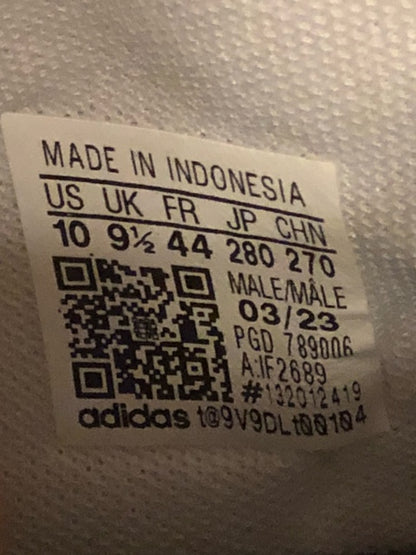 MADE IN INDONESIA
US UK FR JP CHN
10 9½ 44 280 270
MALE/MÂLE
03/23
PGD 789006
A:IF2689
#132012419
adidas t@9V9DLt00104